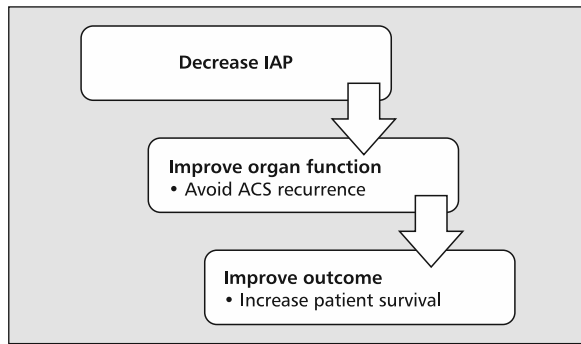 Decrease IAP
Improve organ function
• Avoid ACS recurrence
Improve outcome
• Increase patient survival